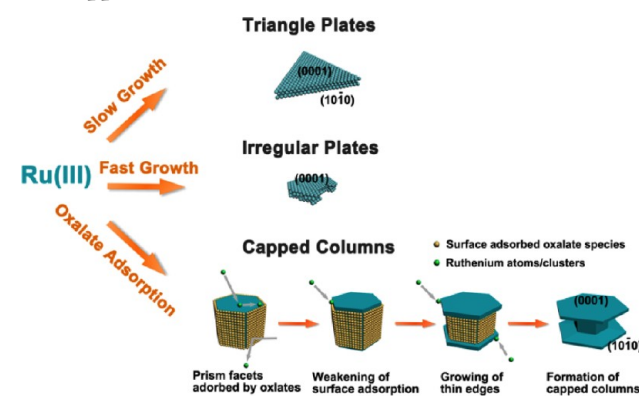 Triangle Plates
(0001)
(101̄0)
Slow Growth
Irregular Plates
(0001)
Ru(III)
Fast Growth
Oxalate Adsorption
Capped Columns
Surface adsorbed oxalate species
Ruthenium atoms/clusters
(0001)
(101̄0)
Prism facets
adorbed by oxlates
Weakening of
surface adsorption
Growing of
thin edges
Formation of
capped columns